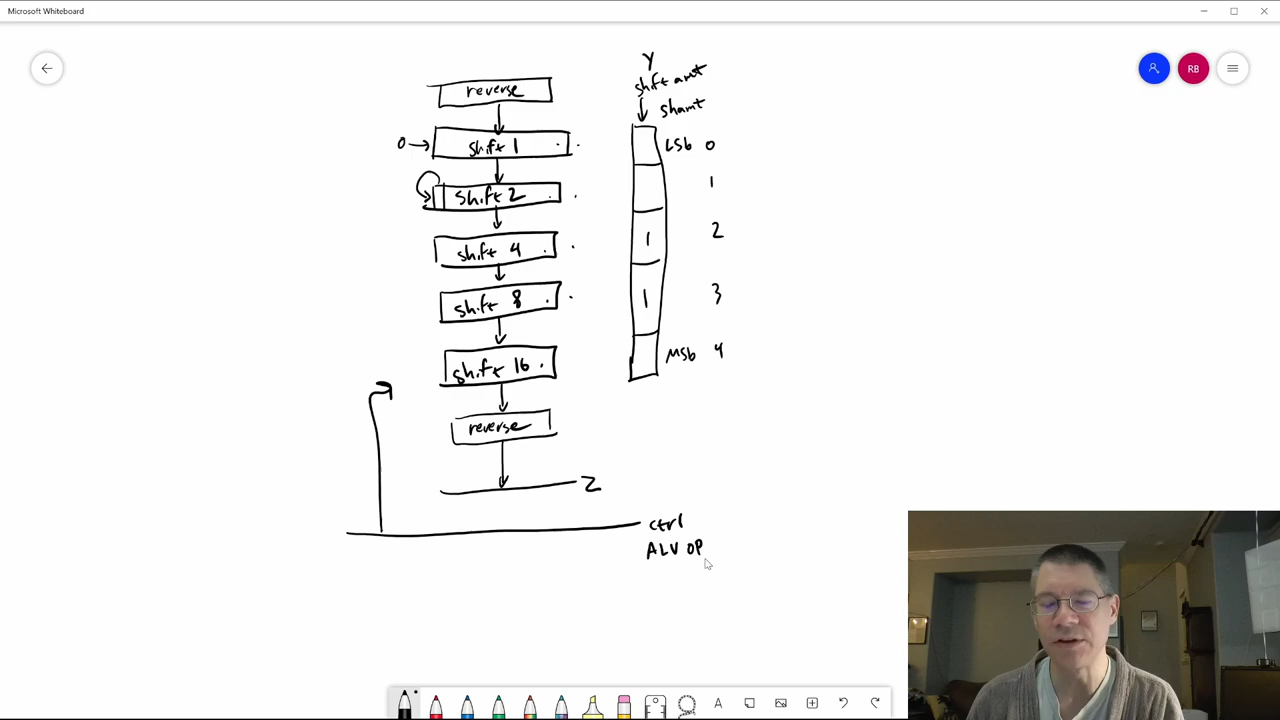 Microsoft Whiteboard
RB
reverse
0
shift 1
shift 2
shift 4
shift 8
shift 16
reverse
Z
Y
shift amt
shamt
LSb 0
1
1 2
1 3
MSb 4
ctrl
ALU OP
A